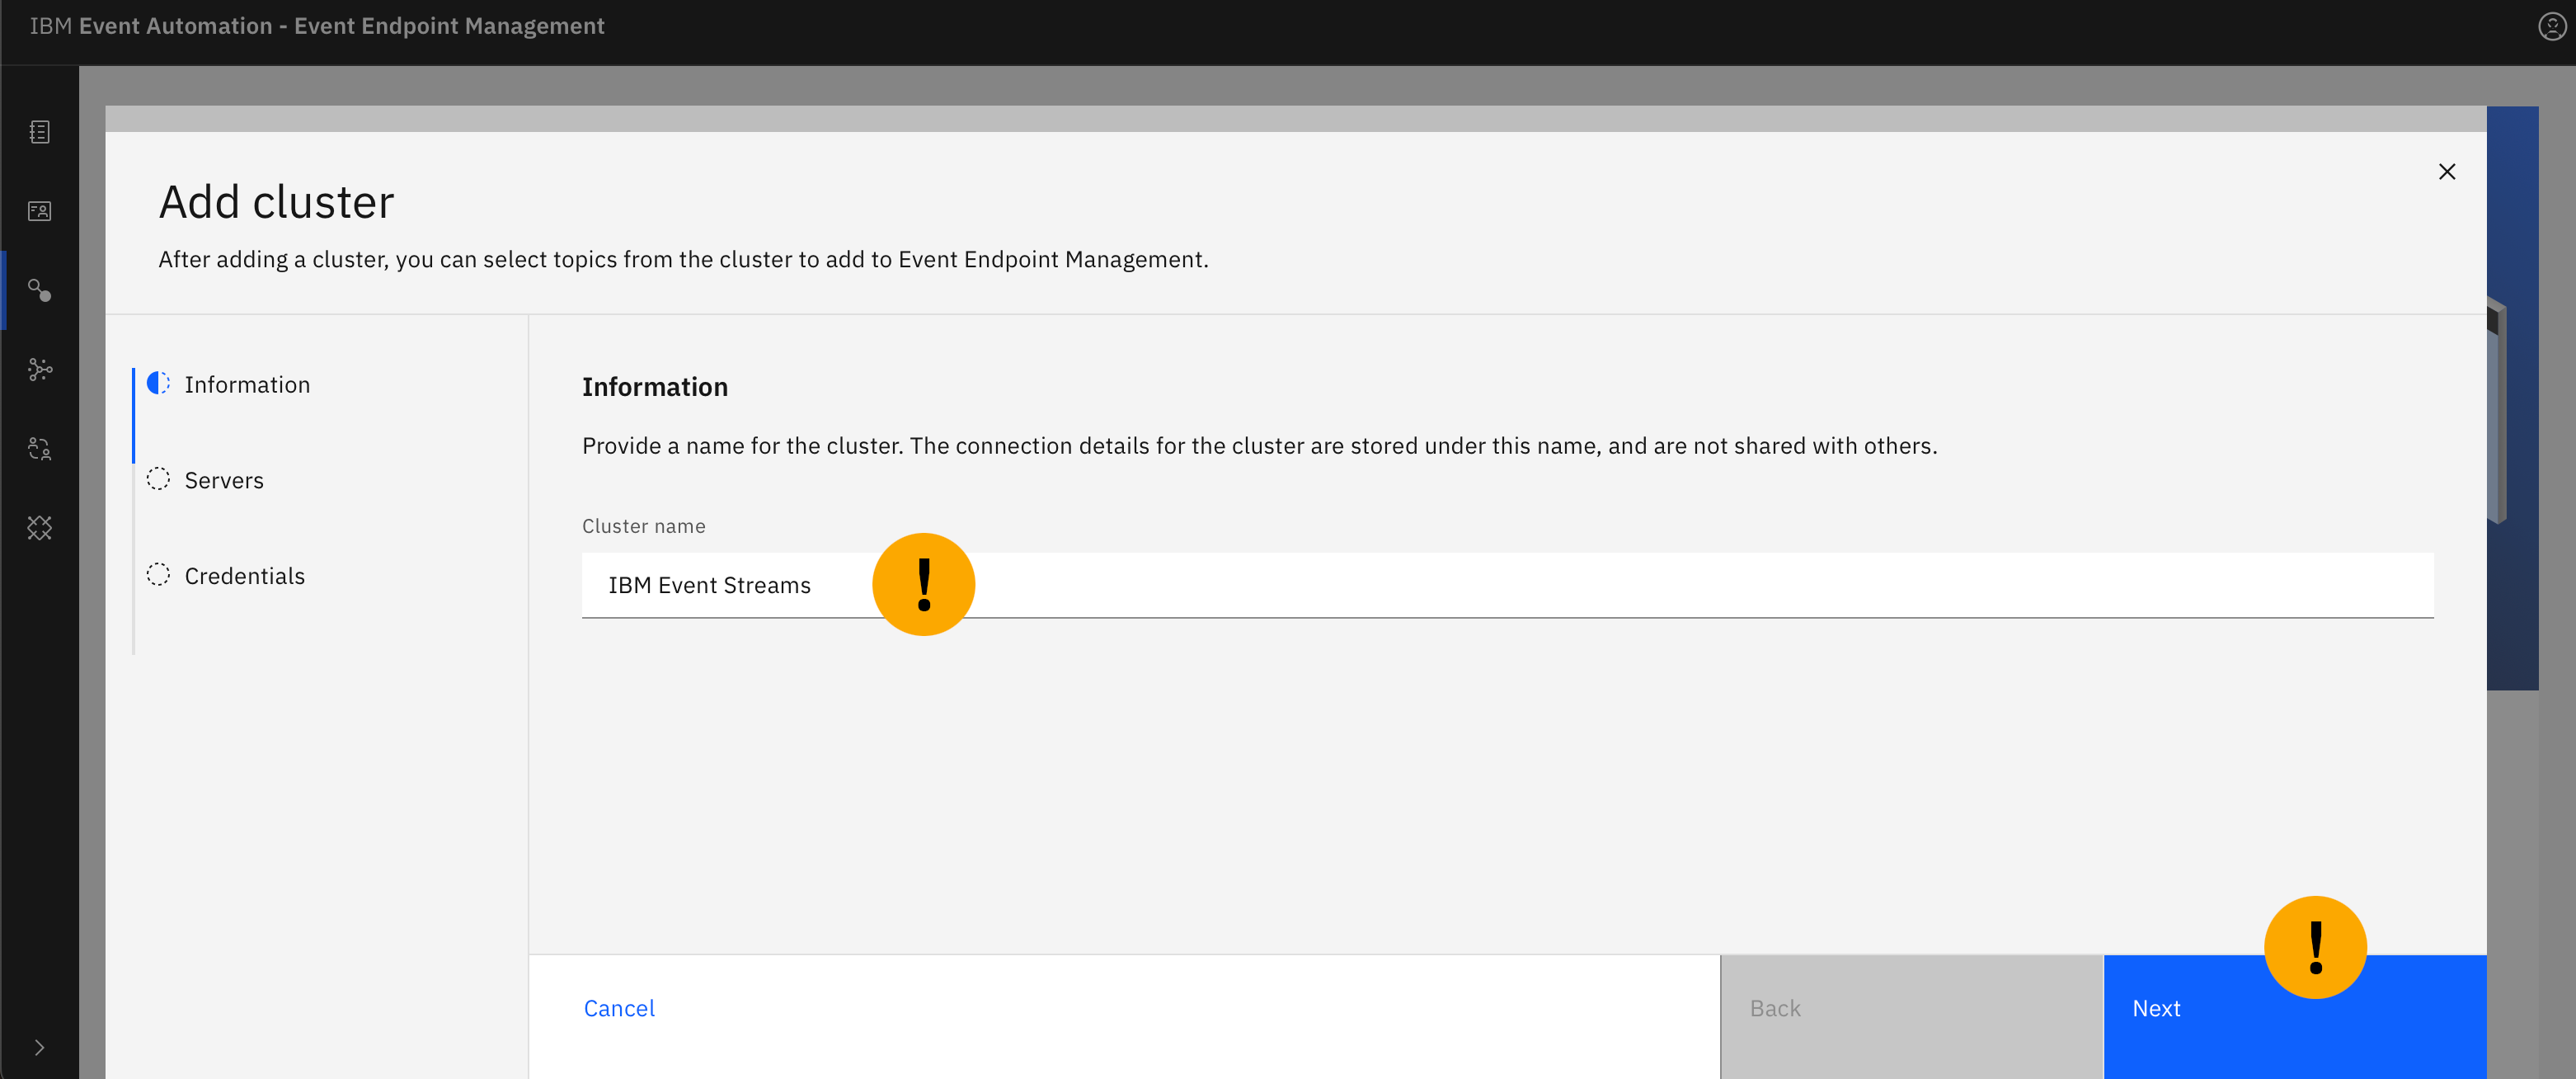 IBM Event Automation - Event Endpoint Management
Add cluster
After adding a cluster, you can select topics from the cluster to add to Event Endpoint Management.
Information
Servers
Credentials
Information
Provide a name for the cluster. The connection details for the cluster are stored under this name, and are not shared with others.
Cluster name
IBM Event Streams
!
!
Cancel
Back
Next